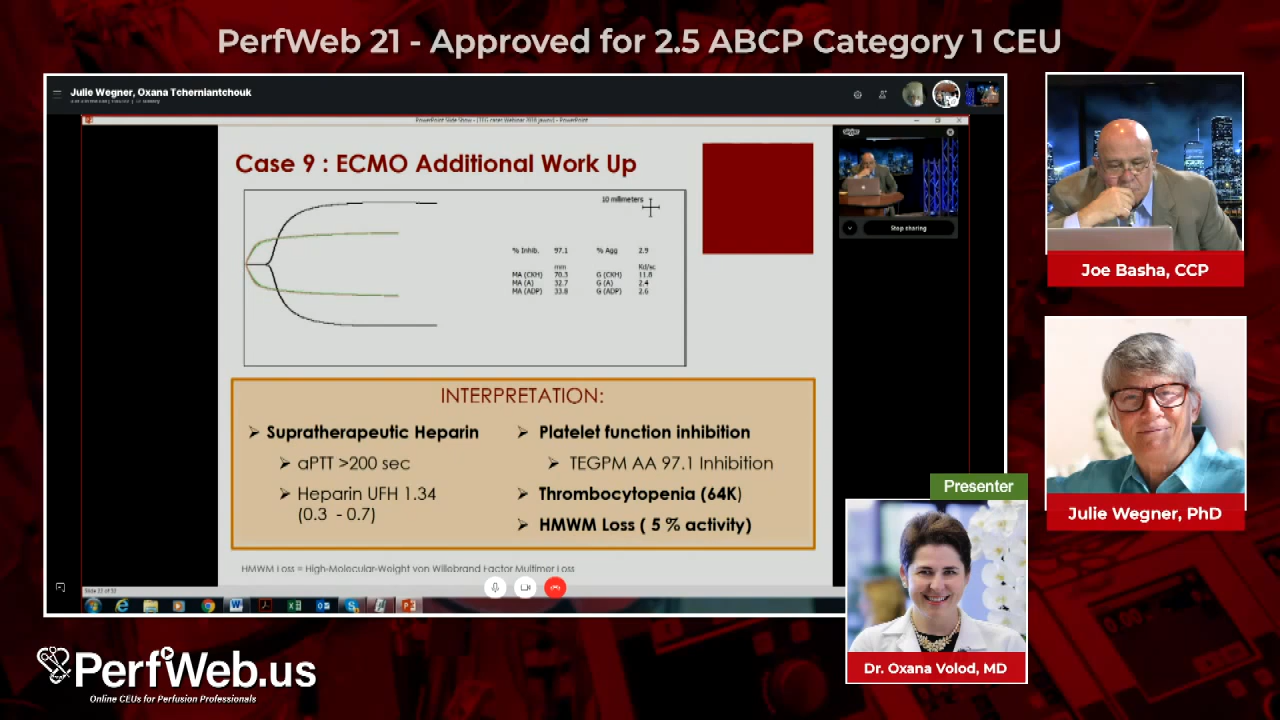 PerfWeb 21 - Approved for 2.5 ABCP Category 1 CEU
Julie Wegner, Oxana Tcherniantchouk
Case 9 : ECMO Additional Work Up
10 millimeters
% Inhib. 97.1 % Agg 2.9
mm Kd/sc
MA (CKH) 70.3 G (CKH) 11.8
MA (A) 32.7 G (A) 2.4
MA (ADP) 33.8 G (ADP) 2.6
Stop sharing
INTERPRETATION:
➢ Supratherapeutic Heparin
➢ aPTT >200 sec
➢ Heparin UFH 1.34
(0.3 - 0.7)
➢ Platelet function inhibition
➢ TEGPM AA 97.1 Inhibition
➢ Thrombocytopenia (64K)
➢ HMWM Loss ( 5 % activity)
HMWM Loss = High-Molecular-Weight von Willebrand Factor Multimer Loss
Slide 22 of 32
Joe Basha, CCP
Julie Wegner, PhD
Presenter
Dr. Oxana Volod, MD
PerfWeb.us
Online CEUs for Perfusion Professionals